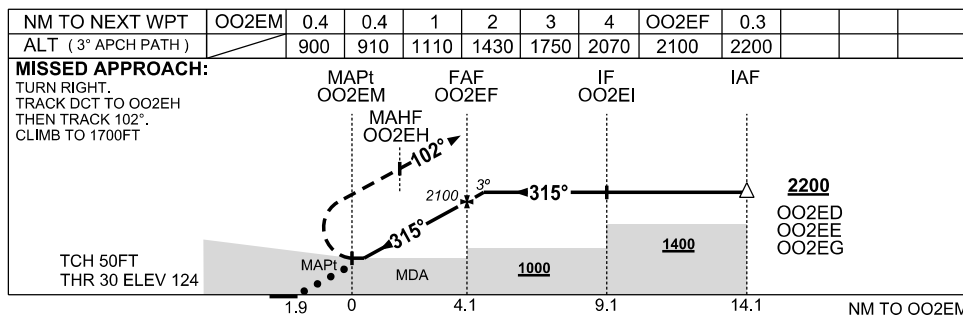 NM TO NEXT WPT OO2EM 0.4 0.4 1 2 3 4 OO2EF 0.3
ALT ( 3° APCH PATH ) 900 910 1110 1430 1750 2070 2100 2200
MISSED APPROACH:
TURN RIGHT.
TRACK DCT TO OO2EH
THEN TRACK 102°.
CLIMB TO 1700FT
MAPt
OO2EM
MAHF
OO2EH
FAF
OO2EF
IF
OO2EI
IAF
102°
2100
3°
315°
315°
2200
OO2ED
OO2EE
OO2EG
TCH 50FT
THR 30 ELEV 124
MAPt
MDA
1000
1400
1.9 0 4.1 9.1 14.1 NM TO OO2EM